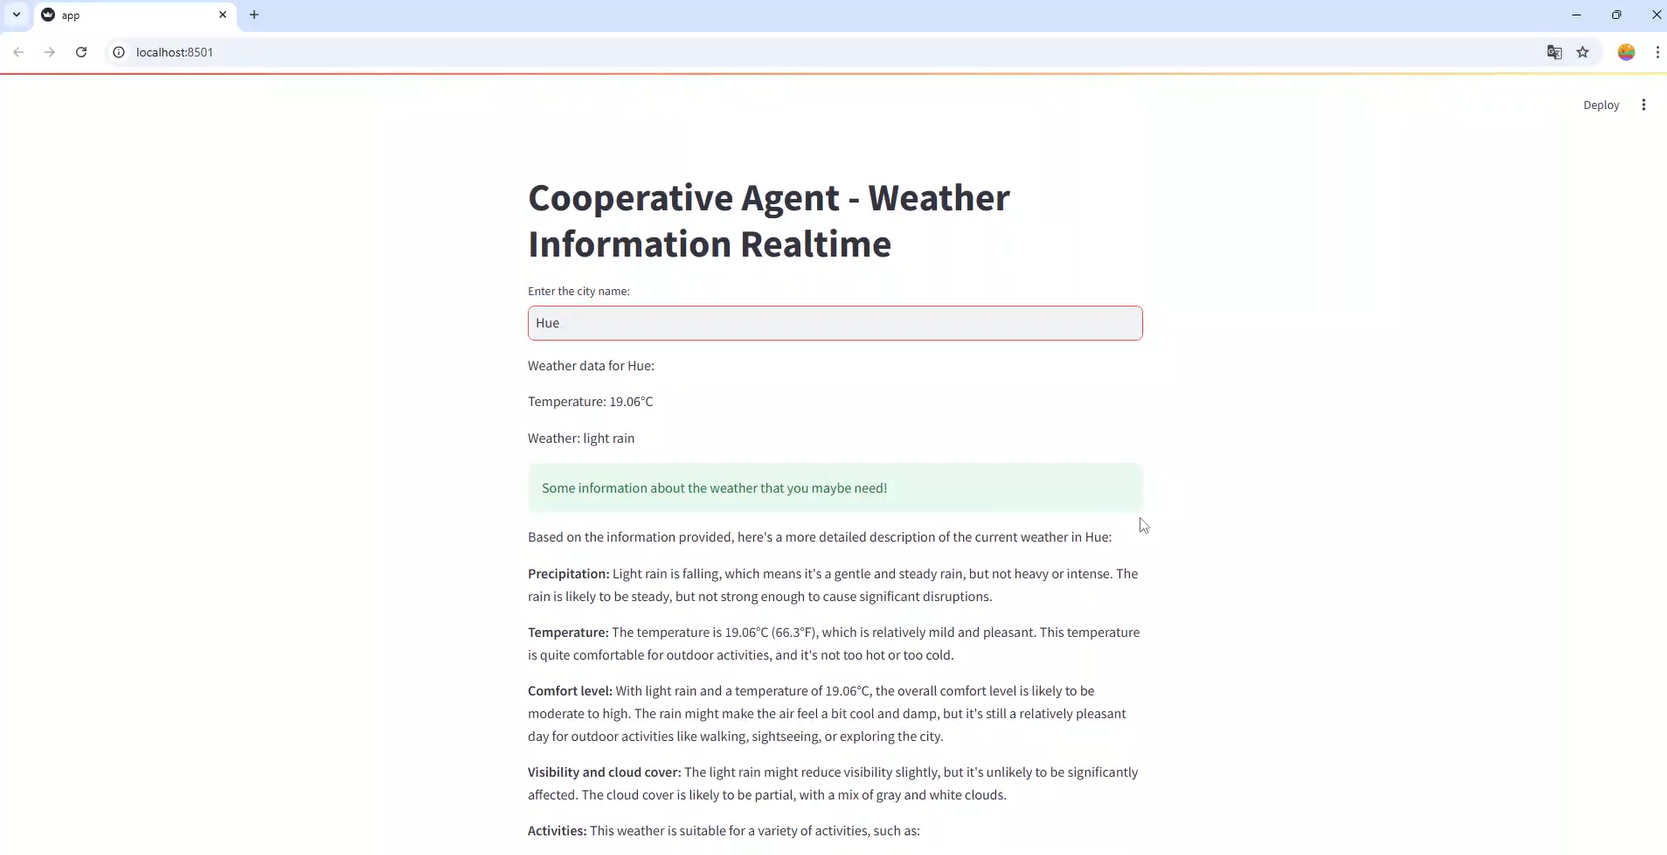 app
localhost:8501
Deploy
Cooperative Agent - Weather
Information Realtime
Enter the city name:
Hue
Weather data for Hue:
Temperature: 19.06°C
Weather: light rain
Some information about the weather that you maybe need!
Based on the information provided, here's a more detailed description of the current weather in Hue:
Precipitation: Light rain is falling, which means it's a gentle and steady rain, but not heavy or intense. The
rain is likely to be steady, but not strong enough to cause significant disruptions.
Temperature: The temperature is 19.06°C (66.3°F), which is relatively mild and pleasant. This temperature
is quite comfortable for outdoor activities, and it's not too hot or too cold.
Comfort level: With light rain and a temperature of 19.06°C, the overall comfort level is likely to be
moderate to high. The rain might make the air feel a bit cool and damp, but it's still a relatively pleasant
day for outdoor activities like walking, sightseeing, or exploring the city.
Visibility and cloud cover: The light rain might reduce visibility slightly, but it's unlikely to be significantly
affected. The cloud cover is likely to be partial, with a mix of gray and white clouds.
Activities: This weather is suitable for a variety of activities, such as: